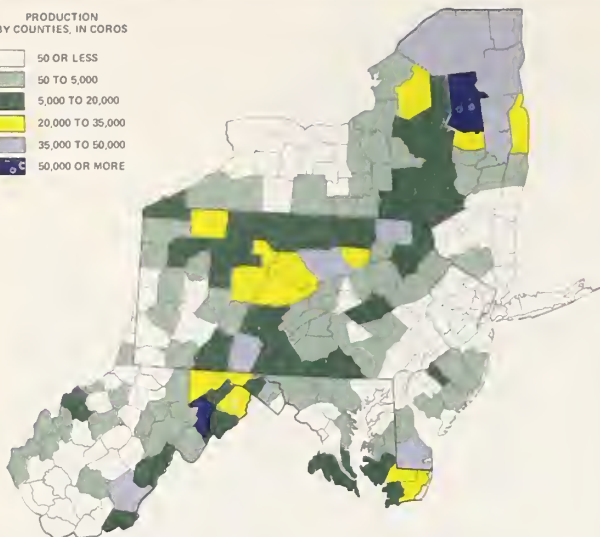 PRODUCTION
BY COUNTIES, IN CORDS
50 OR LESS
50 TO 5,000
5,000 TO 20,000
20,000 TO 35,000
35,000 TO 50,000
50,000 OR MORE